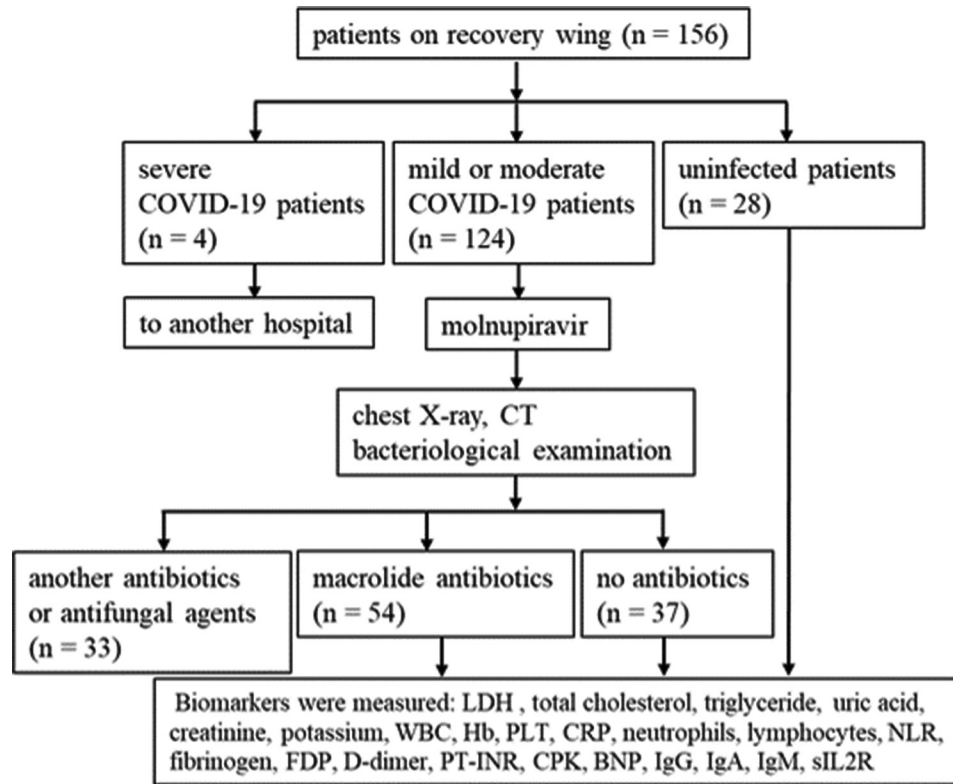 patients on recovery wing (n = 156)
severe
COVID-19 patients
(n = 4)
mild or moderate
COVID-19 patients
(n = 124)
uninfected patients
(n = 28)
to another hospital
molnupiravir
chest X-ray, CT
bacteriological examination
another antibiotics
or antifungal agents
(n = 33)
macrolide antibiotics
(n = 54)
no antibiotics
(n = 37)
Biomarkers were measured: LDH , total cholesterol, triglyceride, uric acid,
creatinine, potassium, WBC, Hb, PLT, CRP, neutrophils, lymphocytes, NLR,
fibrinogen, FDP, D-dimer, PT-INR, CPK, BNP, IgG, IgA, IgM, sIL2R